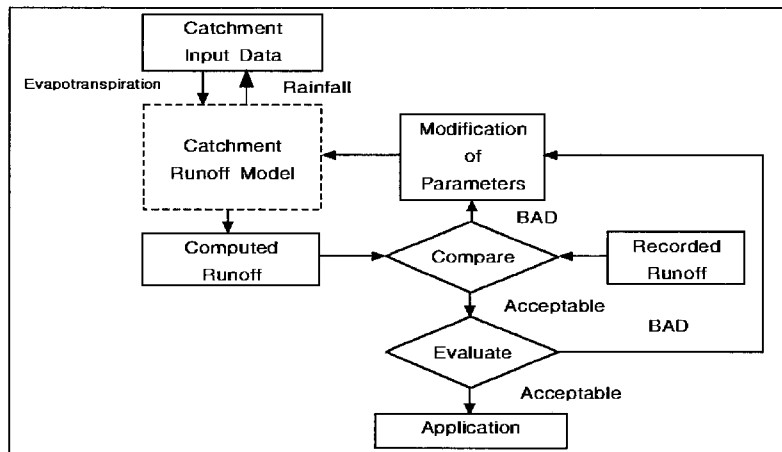 Catchment
Input Data
Evapotranspiration
Rainfall
Catchment
Runoff Model
Modification
of
Parameters
BAD
Computed
Runoff
Compare
Recorded
Runoff
Acceptable
BAD
Evaluate
Acceptable
Application